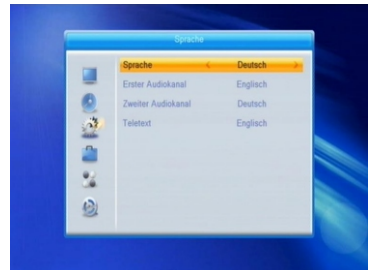 Sprache
Sprache < Deutsch >
Erster Audiokanal Englisch
Zweiter Audiokanal Deutsch
Teletext Englisch